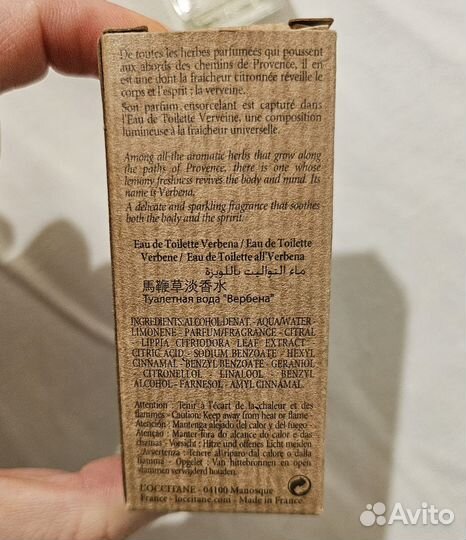 De toutes les herbes parfumées qui poussent
aux abords des chemins de Provence, il en
est une dont la fraîcheur citronnée réveille le
corps et l'esprit : la verveine.
Son parfum ensorcelant est capturé dans
l'Eau de Toilette Verveine, une composition
lumineuse à la fraîcheur universelle.
Among all the aromatic herbs that grow along
the paths of Provence, there is one whose
lemony freshness revives the body and mind. Its
name is Verbena.
A delicate and sparkling fragrance that soothes
both the body and the spririt.
Eau de Toilette Verbena / Eau de Toilette
Verbene / Eau de Toilette all'Verbena
ماء التواليت باللويزة
馬鞭草淡香水
Туалетная вода "Вербена"
INGREDIENTS: ALCOHOL DENAT. - AQUA/WATER -
LIMONENE - PARFUM/FRAGRANCE - CITRAL
LIPPIA CITRIODORA LEAF EXTRACT -
CITRIC ACID - SODIUM BENZOATE - HEXYL
CINNAMAL - BENZYL BENZOATE - GERANIOL
- CITRONELLOL - LINALOOL - BENZYL
ALCOHOL - FARNESOL - AMYL CINNAMAL
Attention : Tenir à l'écart de la chaleur et des
flammes - Caution: Keep away from heat or flame
- Atención : Mantenga alejado del calor y del fuego
- Atenção : Manter fora do alcance do calor e das
chamas - Vorsicht : Hitze und offenes Licht meiden
- Avvertenza : Tenere al riparo dal calore o dalla
fiamma - Opgelet : Van hittebronnen en open
vlammen verwijderd houden.
L'OCCITANE - 04100 Manosque
France - loccitane.com - Made in France.
Avito